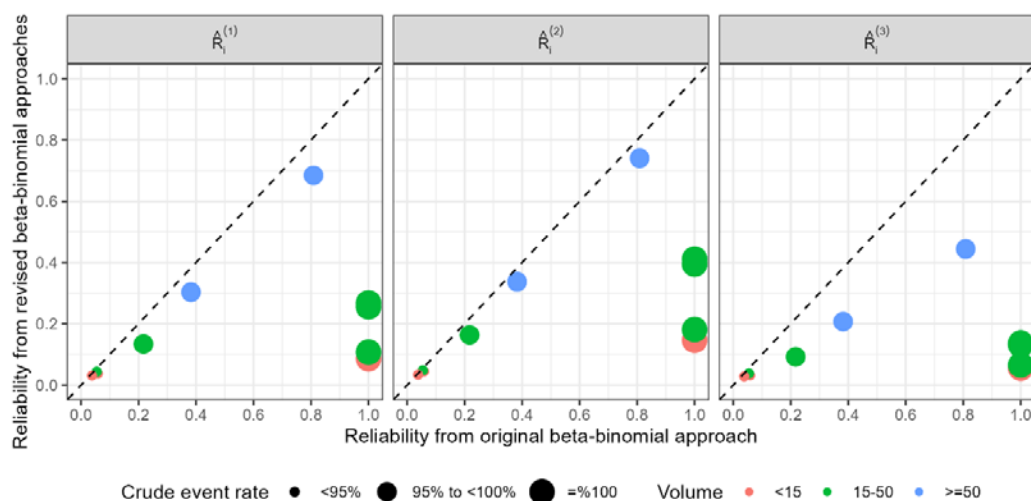 R̂ᵢ⁽¹⁾ R̂ᵢ⁽²⁾ R̂ᵢ⁽³⁾
Reliability from revised beta-binomial approaches
1.0
0.8
0.6
0.4
0.2
0.0
0.0 0.2 0.4 0.6 0.8 1.0 0.0 0.2 0.4 0.6 0.8 1.0 0.0 0.2 0.4 0.6 0.8 1.0
Reliability from original beta-binomial approach
Crude event rate <95% 95% to <100% =%100 Volume <15 15-50 >=50